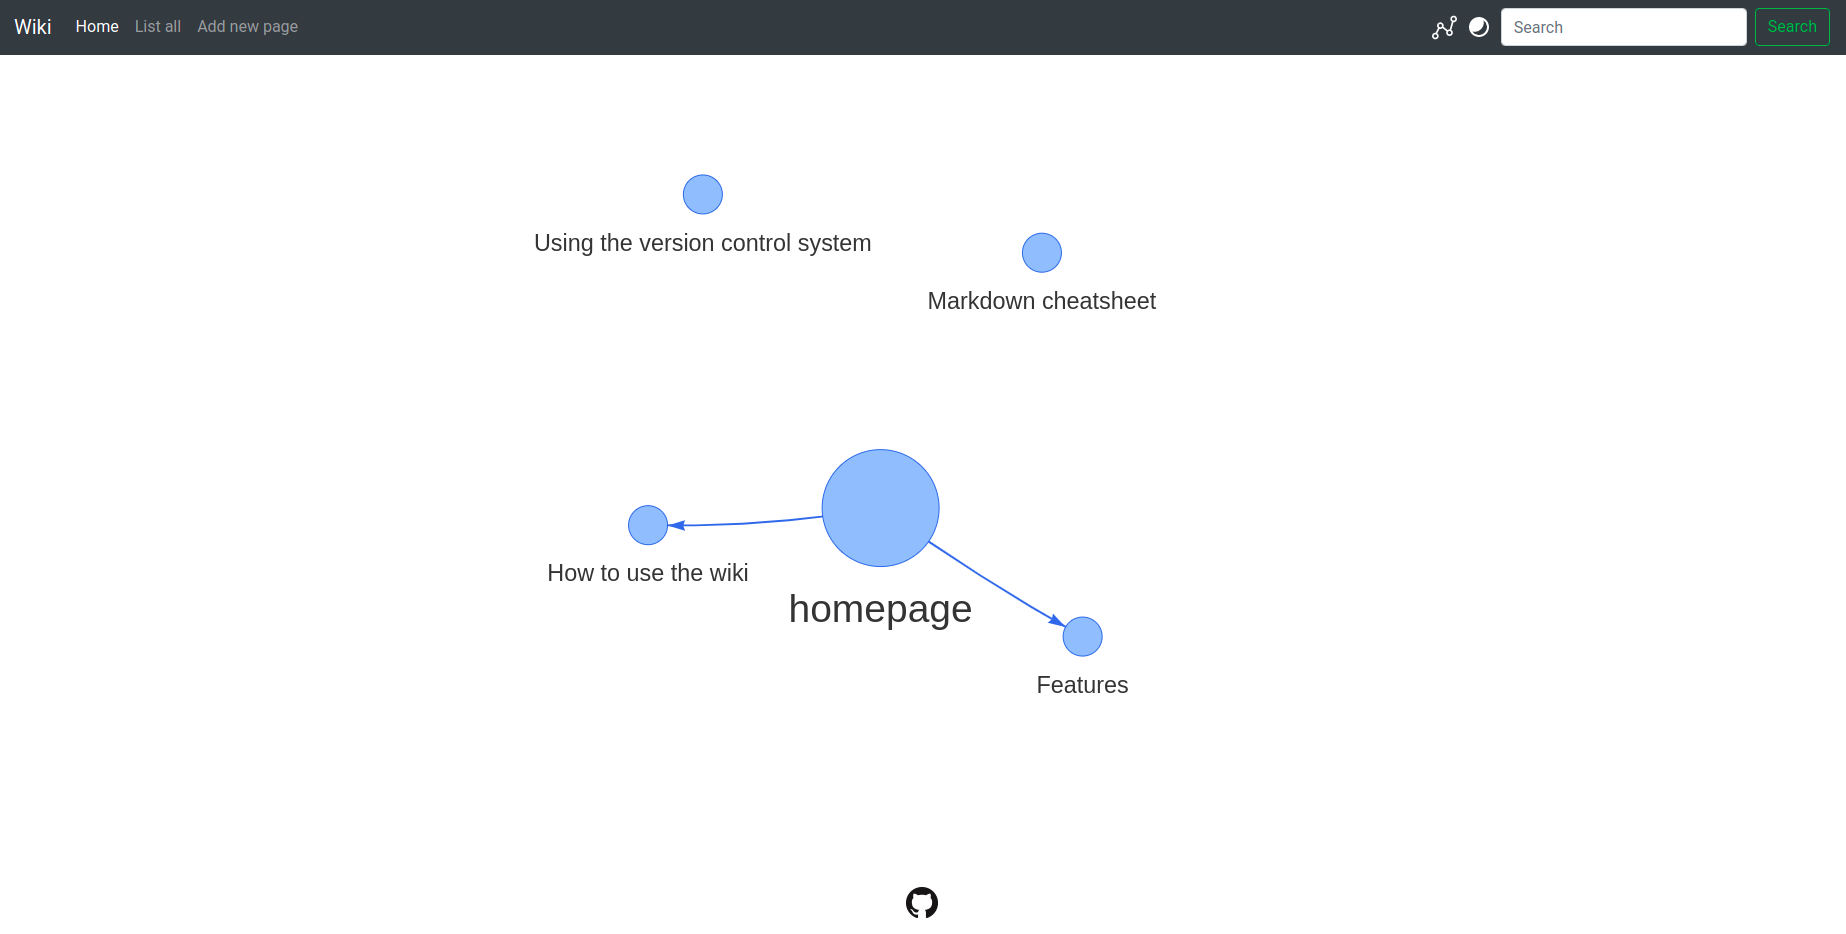 Wiki Home List all Add new page Search Search
Using the version control system
Markdown cheatsheet
How to use the wiki
homepage
Features